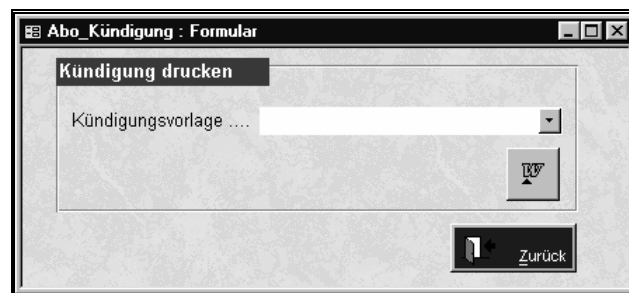 Abo_Kündigung : Formular
Kündigung drucken
Kündigungsvorlage ....
W
Zurück